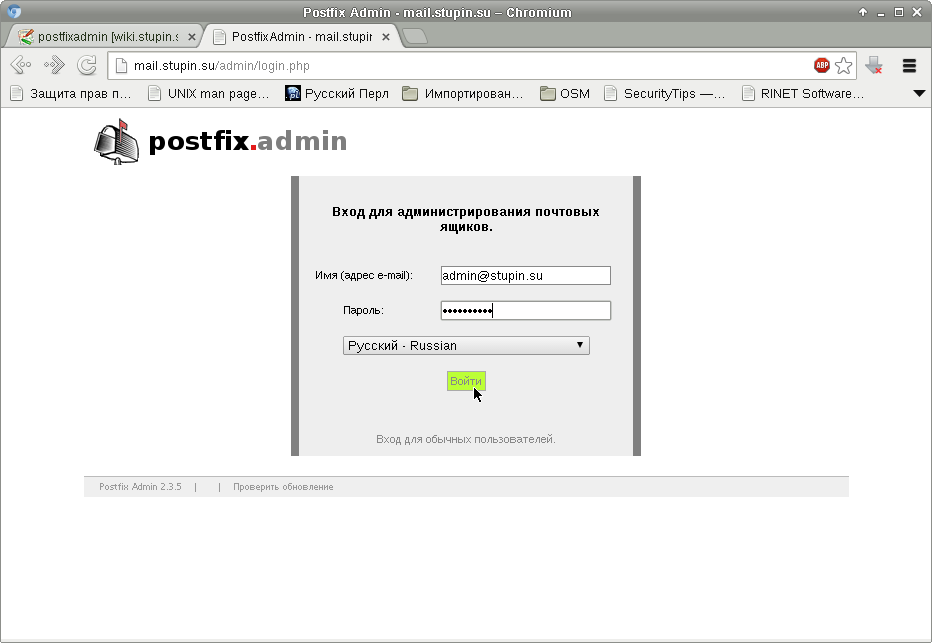 Postfix Admin - mail.stupin.su – Chromium
postfixadmin [wiki.stupin.s
PostfixAdmin - mail.stupin
mail.stupin.su/admin/login.php
ABP
Защита прав п...
UNIX man page...
Русский Перл
Импортирован...
OSM
SecurityTips —...
RINET Software...
postfix.admin
Вход для администрирования почтовых
ящиков.
Имя (адрес e-mail):
admin@stupin.su
Пароль:
••••••••••
Русский - Russian
Войти
Вход для обычных пользователей.
Postfix Admin 2.3.5 | | Проверить обновление